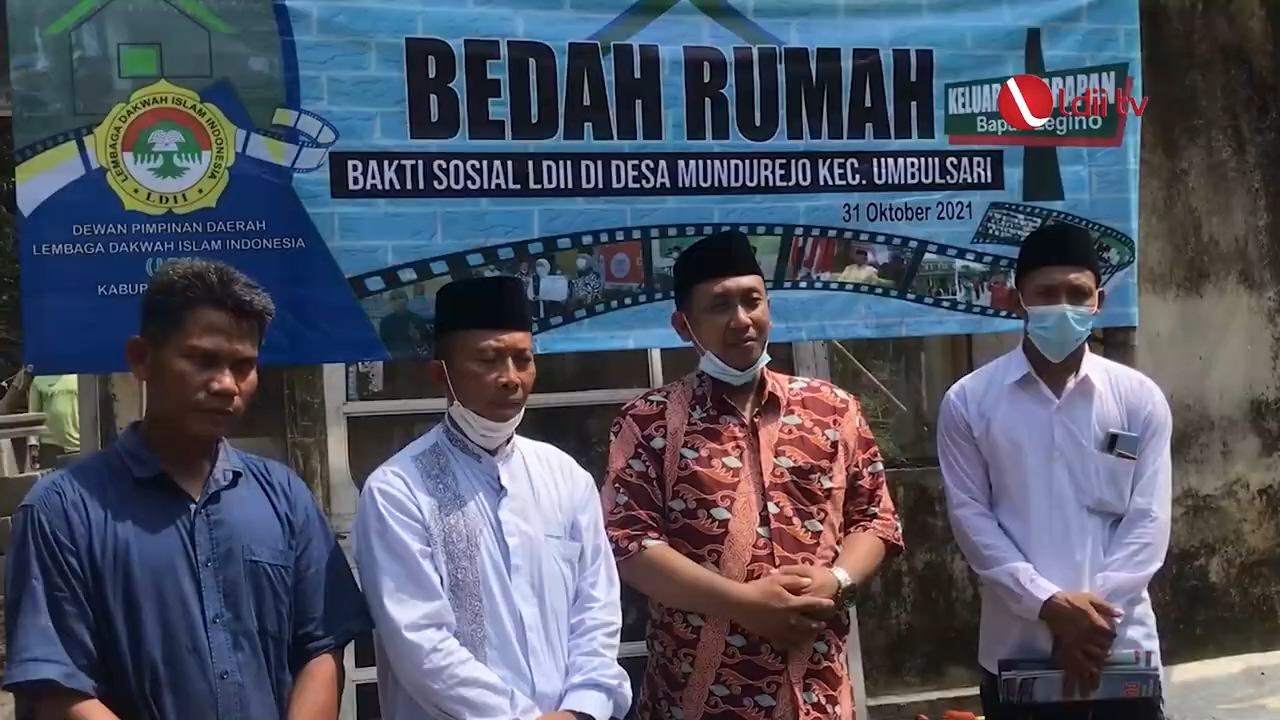 BEDAH RUMAH
BAKTI SOSIAL LDII DI DESA MUNDUREJO KEC. UMBULSARI
31 Oktober 2021
LEMBAGA DAKWAH ISLAM INDONESIA
LDII
DEWAN PIMPINAN DAERAH
LEMBAGA DAKWAH ISLAM INDONESIA
Legino
ldii tv